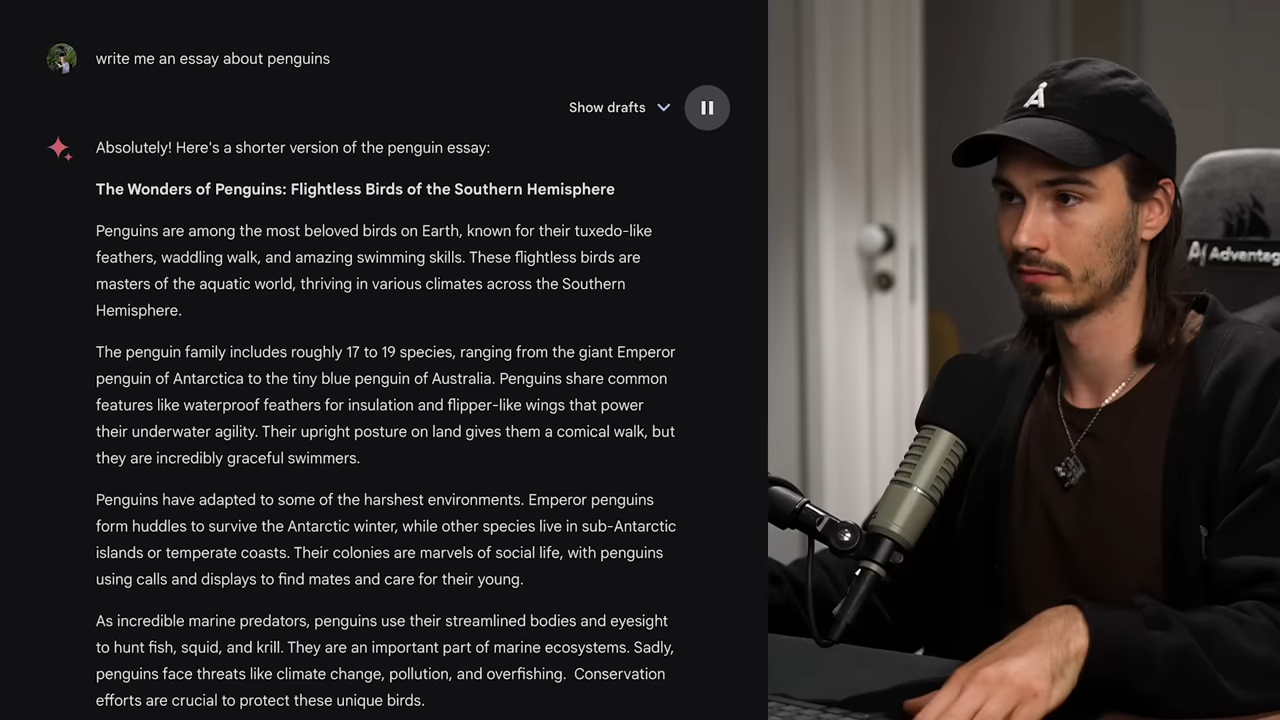 write me an essay about penguins
Show drafts
Absolutely! Here's a shorter version of the penguin essay:
The Wonders of Penguins: Flightless Birds of the Southern Hemisphere
Penguins are among the most beloved birds on Earth, known for their tuxedo-like
feathers, waddling walk, and amazing swimming skills. These flightless birds are
masters of the aquatic world, thriving in various climates across the Southern
Hemisphere.
The penguin family includes roughly 17 to 19 species, ranging from the giant Emperor
penguin of Antarctica to the tiny blue penguin of Australia. Penguins share common
features like waterproof feathers for insulation and flipper-like wings that power
their underwater agility. Their upright posture on land gives them a comical walk, but
they are incredibly graceful swimmers.
Penguins have adapted to some of the harshest environments. Emperor penguins
form huddles to survive the Antarctic winter, while other species live in sub-Antarctic
islands or temperate coasts. Their colonies are marvels of social life, with penguins
using calls and displays to find mates and care for their young.
As incredible marine predators, penguins use their streamlined bodies and eyesight
to hunt fish, squid, and krill. They are an important part of marine ecosystems. Sadly,
penguins face threats like climate change, pollution, and overfishing.  Conservation
efforts are crucial to protect these unique birds.
Å
Advantag